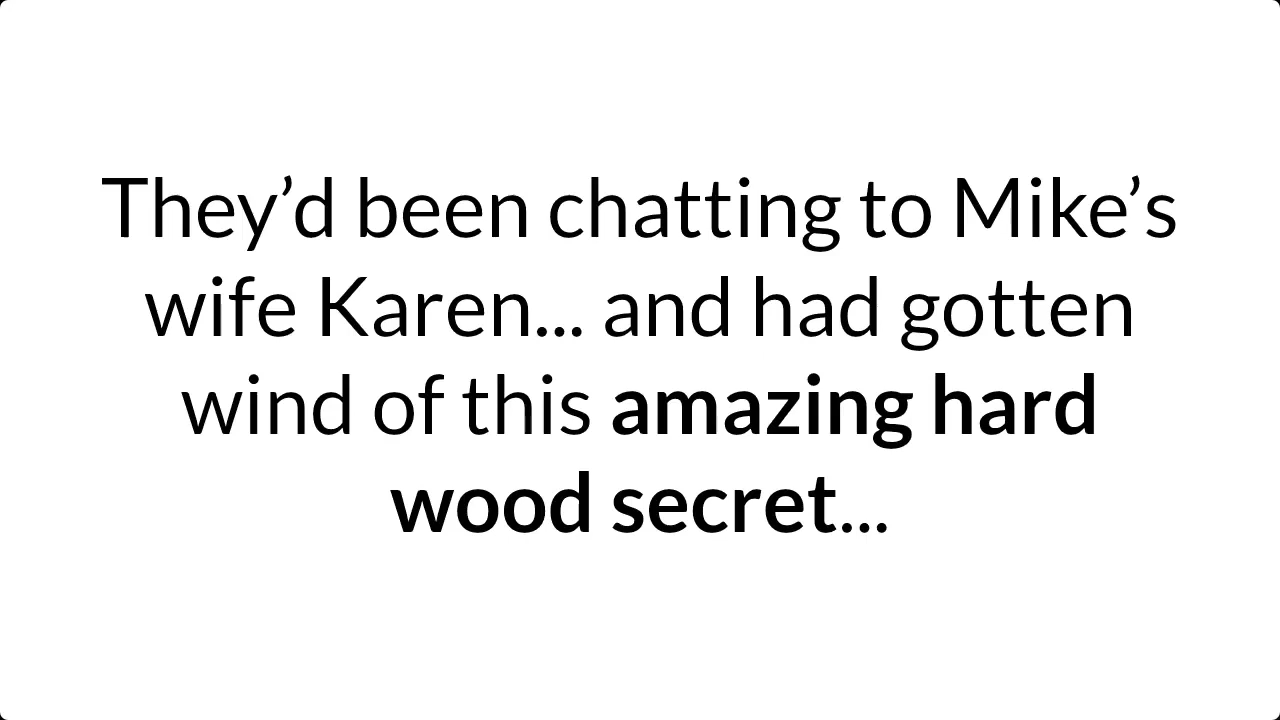 They’d been chatting to Mike’s
wife Karen... and had gotten
wind of this amazing hard
wood secret...